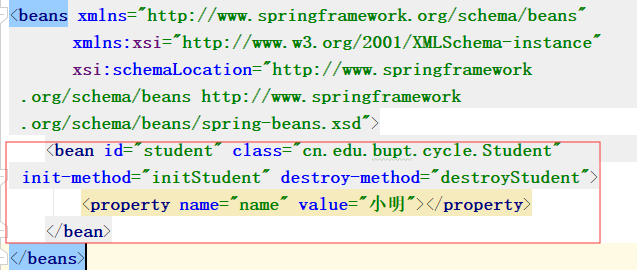 <beans xmlns="http://www.springframework.org/schema/beans"
xmlns:xsi="http://www.w3.org/2001/XMLSchema-instance"
xsi:schemaLocation="http://www.springframework
.org/schema/beans http://www.springframework
.org/schema/beans/spring-beans.xsd">
<bean id="student" class="cn.edu.bupt.cycle.Student"
init-method="initStudent" destroy-method="destroyStudent">
<property name="name" value="小明"></property>
</bean>
</beans>